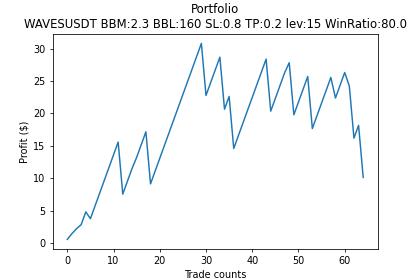 Portfolio
WAVESUSDT BBM:2.3 BBL:160 SL:0.8 TP:0.2 lev:15 WinRatio:80.0
Profit ($)
30
25
20
15
10
5
0
0 10 20 30 40 50 60
Trade counts